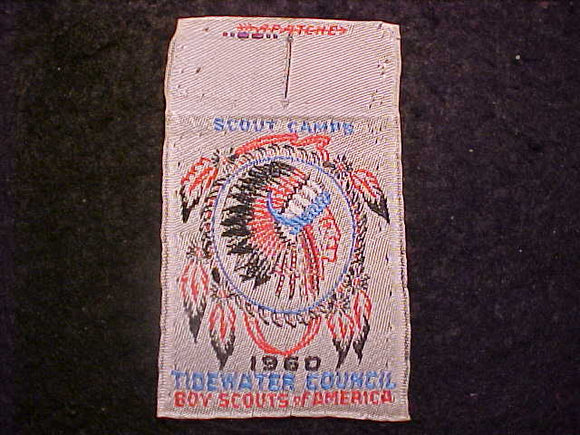 SCOUT CAMPS
1960
TIDEWATER COUNCIL
BOY SCOUTS of AMERICA